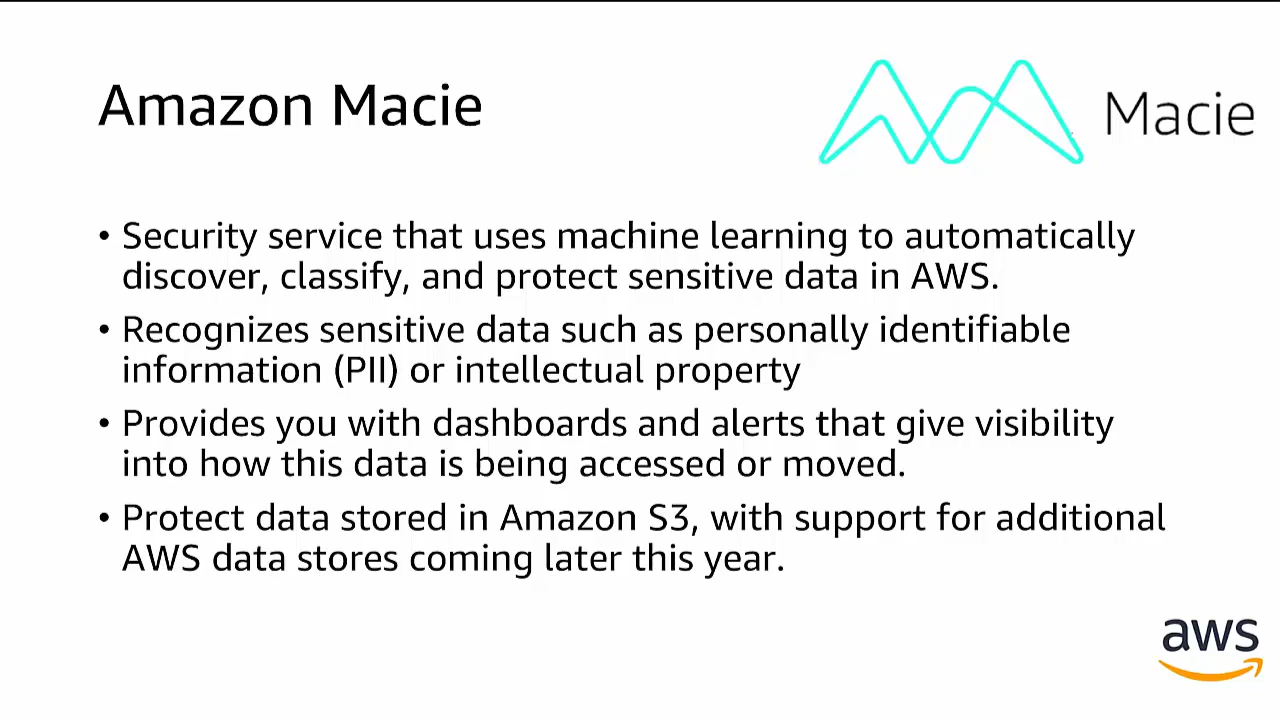 Amazon Macie
Macie
• Security service that uses machine learning to automatically
discover, classify, and protect sensitive data in AWS.
• Recognizes sensitive data such as personally identifiable
information (PII) or intellectual property
• Provides you with dashboards and alerts that give visibility
into how this data is being accessed or moved.
• Protect data stored in Amazon S3, with support for additional
AWS data stores coming later this year.
aws